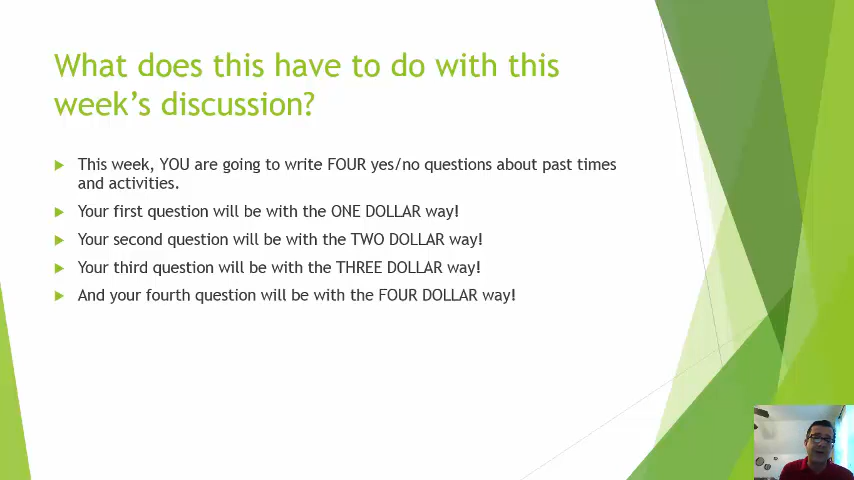 What does this have to do with this
week's discussion?
This week, YOU are going to write FOUR yes/no questions about past times
and activities.
Your first question will be with the ONE DOLLAR way!
Your second question will be with the TWO DOLLAR way!
Your third question will be with the THREE DOLLAR way!
And your fourth question will be with the FOUR DOLLAR way!